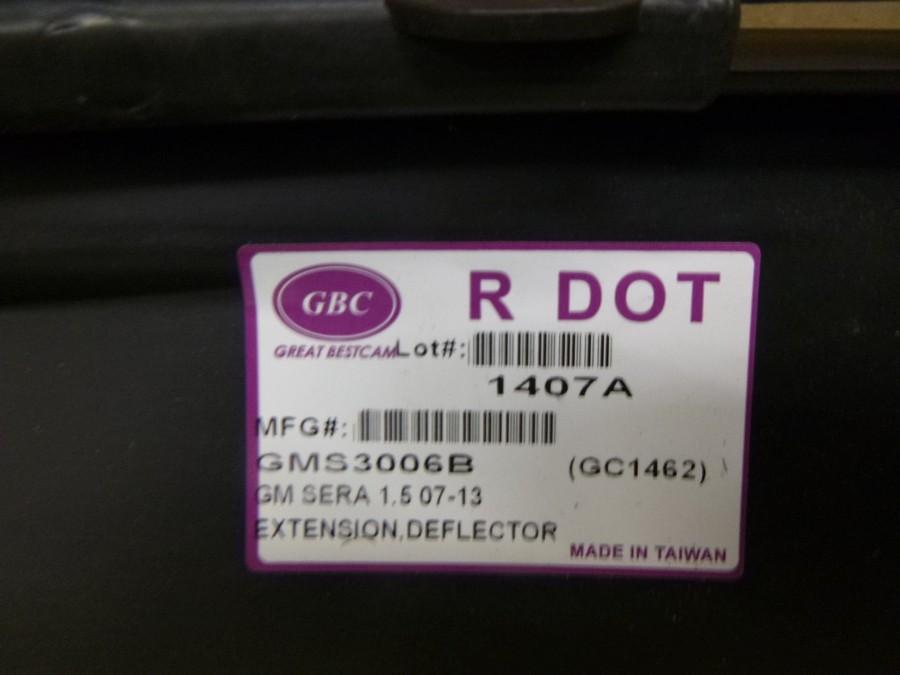 GBC
R DOT
GREAT BESTCAM
Lot#:
1407A
MFG#:
GMS3006B (GC1462)
GM SERA 1.5 07-13
EXTENSION,DEFLECTOR
MADE IN TAIWAN